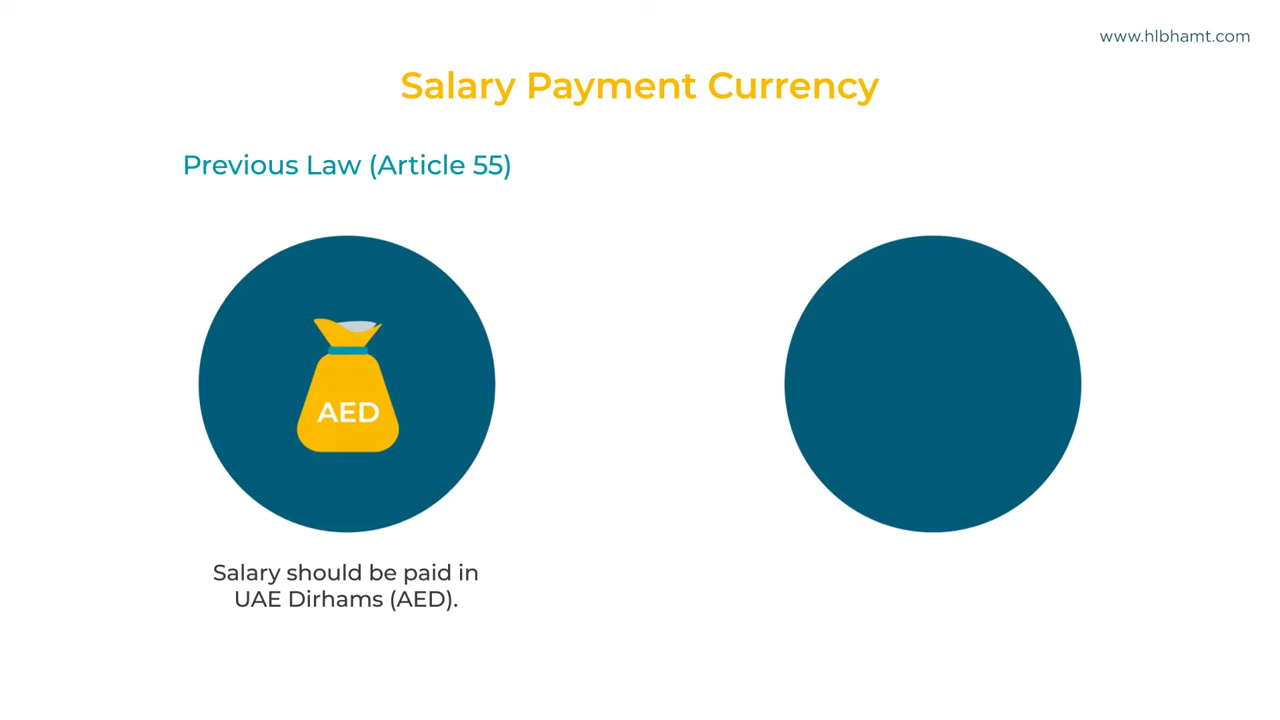 www.hlbhamt.com
Salary Payment Currency
Previous Law (Article 55)
AED
Salary should be paid in
UAE Dirhams (AED).